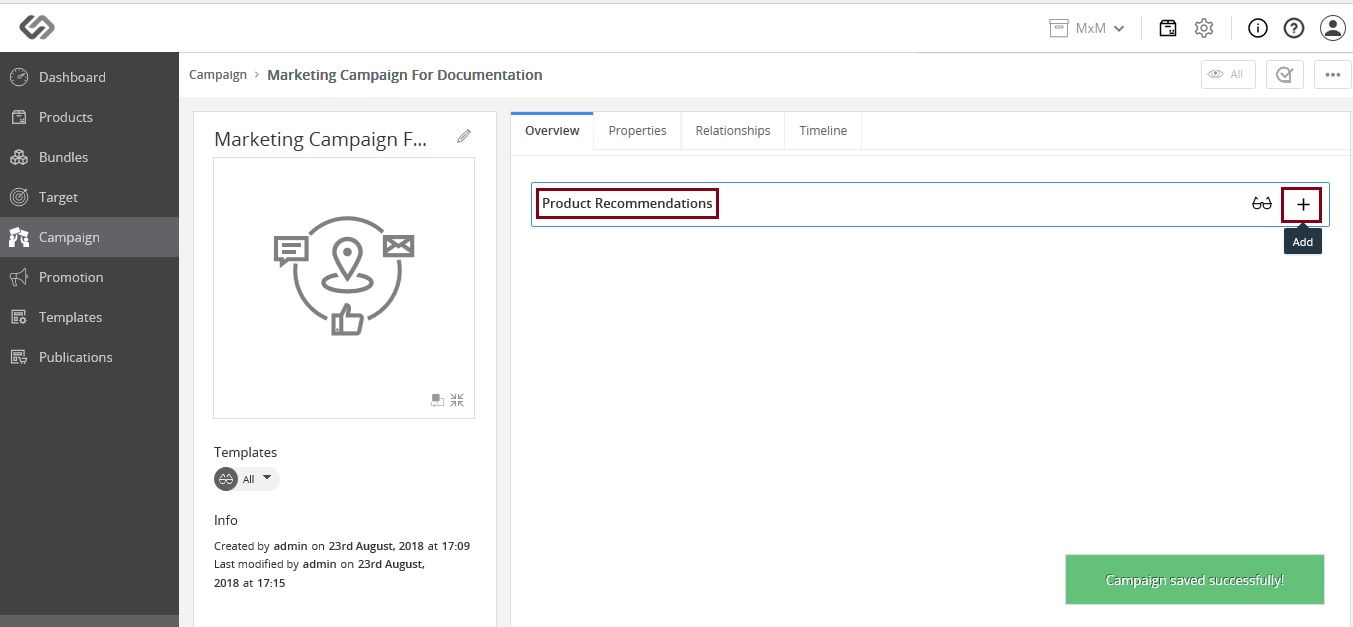 MxM
Dashboard
Products
Bundles
Target
Campaign
Promotion
Templates
Publications
Campaign › Marketing Campaign For Documentation
All
Marketing Campaign F...
Templates
All
Info
Created by admin on 23rd August, 2018 at 17:09
Last modified by admin on 23rd August,
2018 at 17:15
Overview Properties Relationships Timeline
Product Recommendations
Add
Campaign saved successfully!